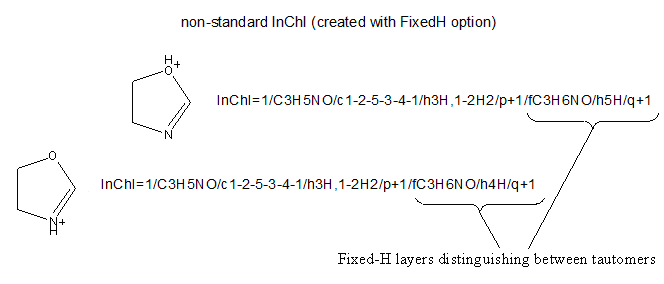 non-standard InChI (created with FixedH option)
H
O+
N
InChI=1/C3H5NO/c1-2-5-3-4-1/h3H,1-2H2/p+1/fC3H6NO/h5H/q+1
O
N+
H
InChI=1/C3H5NO/c1-2-5-3-4-1/h3H,1-2H2/p+1/fC3H6NO/h4H/q+1
Fixed-H layers distinguishing between tautomers